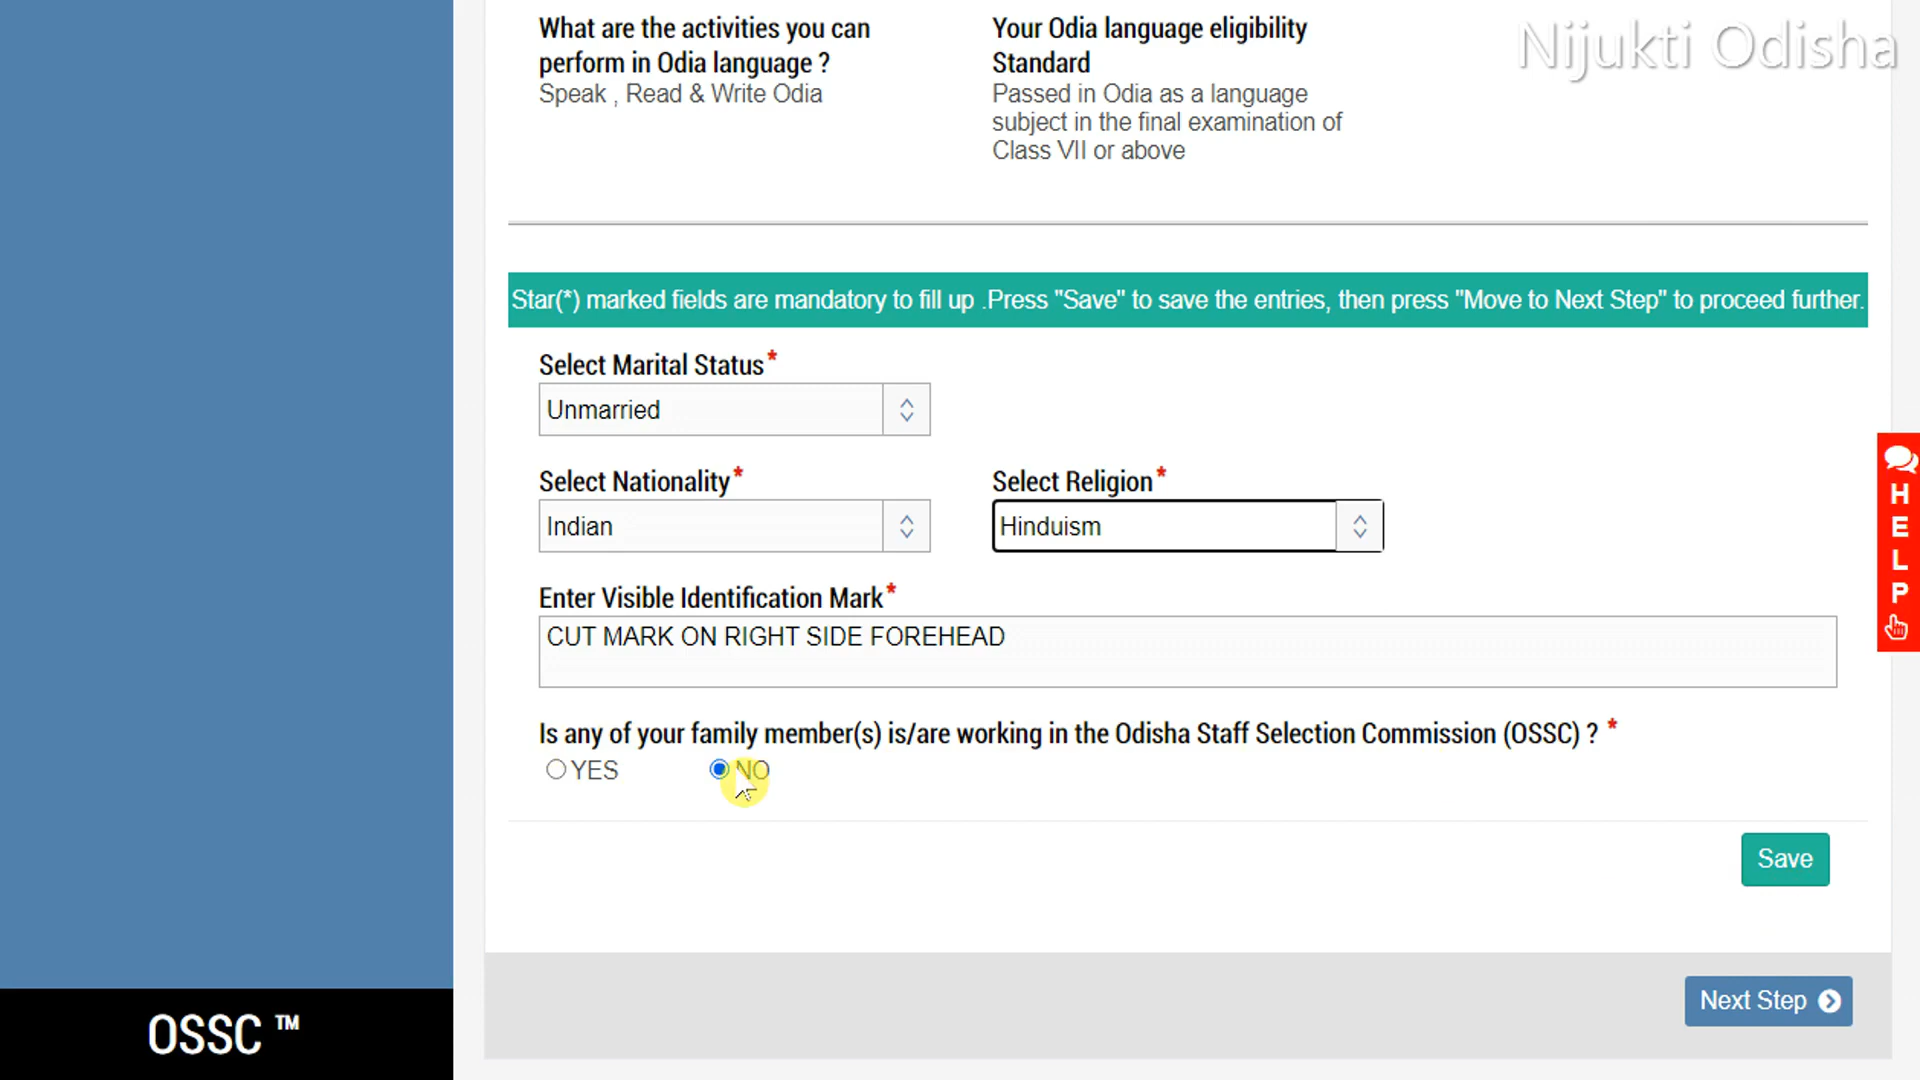 What are the activities you can
perform in Odia language ?
Speak , Read & Write Odia
Your Odia language eligibility
Standard
Passed in Odia as a language
subject in the final examination of
Class VII or above
Nijukti Odisha
Star(*) marked fields are mandatory to fill up .Press "Save" to save the entries, then press "Move to Next Step" to proceed further.
Select Marital Status*
Unmarried
Select Nationality*
Indian
Select Religion*
Hinduism
Enter Visible Identification Mark*
CUT MARK ON RIGHT SIDE FOREHEAD
Is any of your family member(s) is/are working in the Odisha Staff Selection Commission (OSSC) ? *
YES
NO
Save
Next Step
HELP
OSSC ™